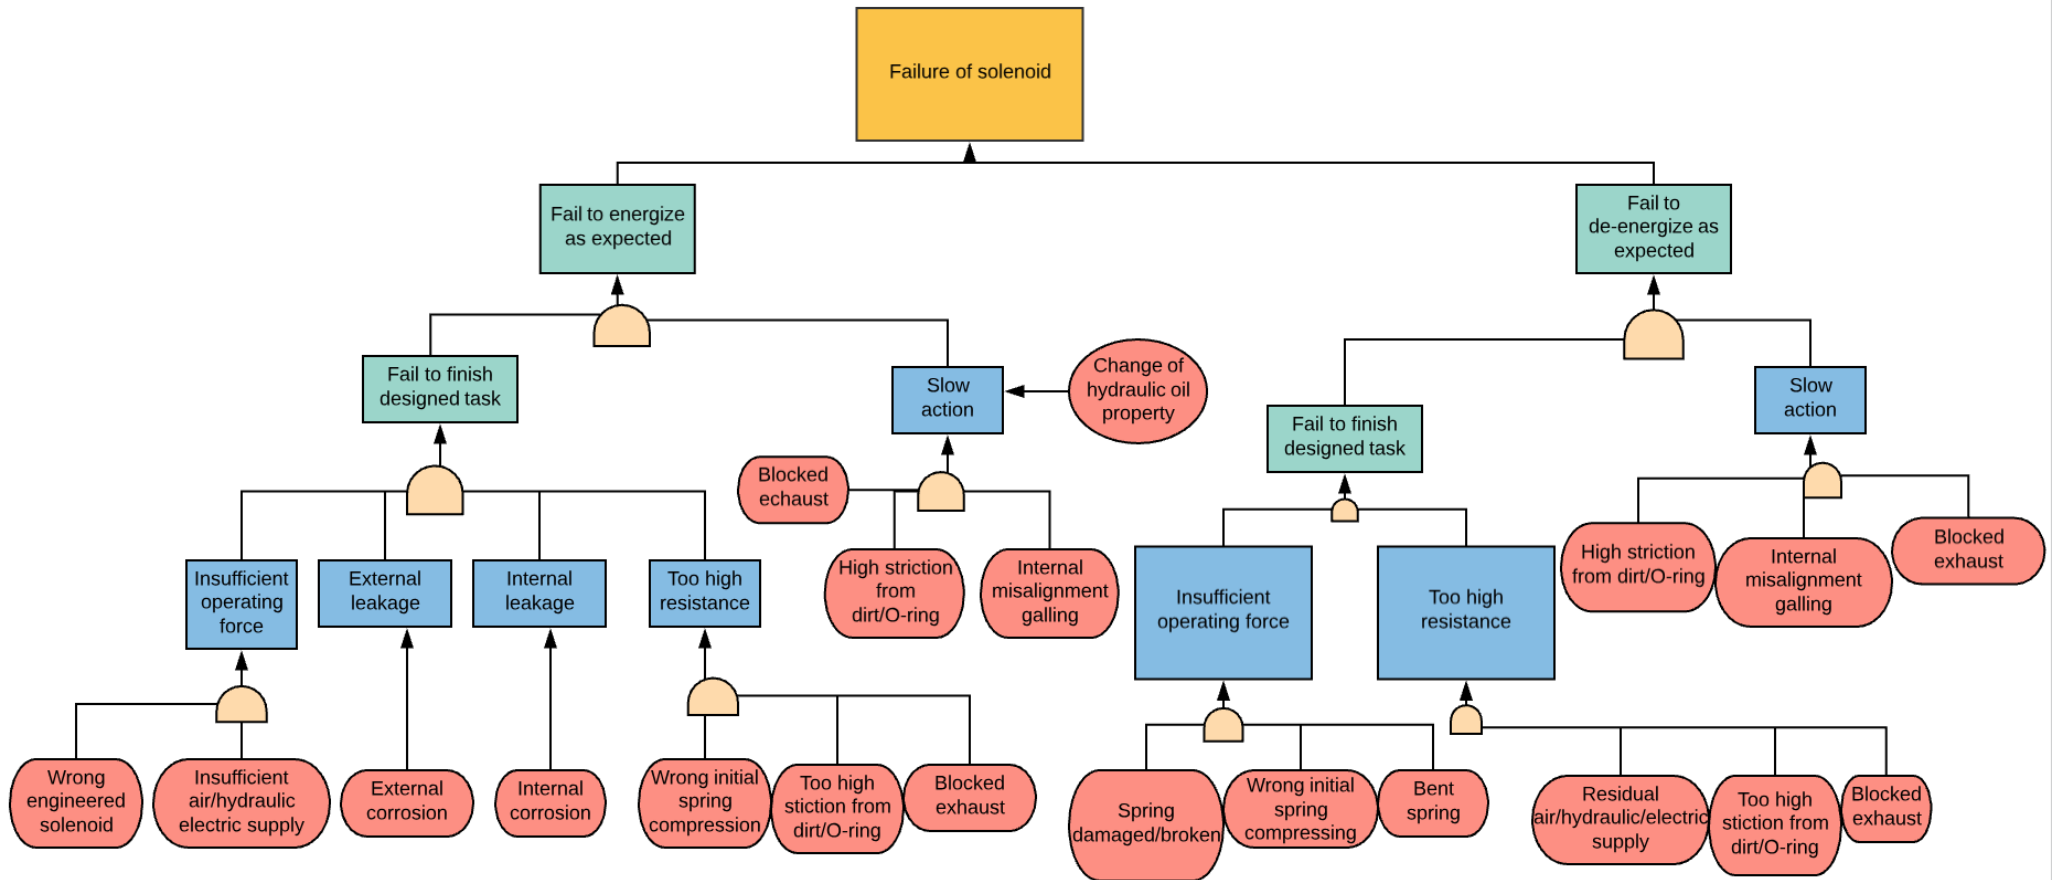 Failure of solenoid
Fail to energize
as expected
Fail to
de-energize as
expected
Fail to finish
designed task
Slow
action
Change of
hydraulic oil
property
Fail to finish
designed task
Slow
action
Blocked
echaust
High striction
from
dirt/O-ring
Internal
misalignment
galling
High striction
from dirt/O-ring
Internal
misalignment
galling
Blocked
exhaust
Insufficient
operating
force
External
leakage
Internal
leakage
Too high
resistance
Insufficient
operating force
Too high
resistance
Wrong
engineered
solenoid
Insufficient
air/hydraulic
electric supply
External
corrosion
Internal
corrosion
Wrong initial
spring
compression
Too high
stiction from
dirt/O-ring
Blocked
exhaust
Spring
damaged/broken
Wrong initial
spring
compressing
Bent
spring
Residual
air/hydraulic/electric
supply
Too high
stiction from
dirt/O-ring
Blocked
exhaust